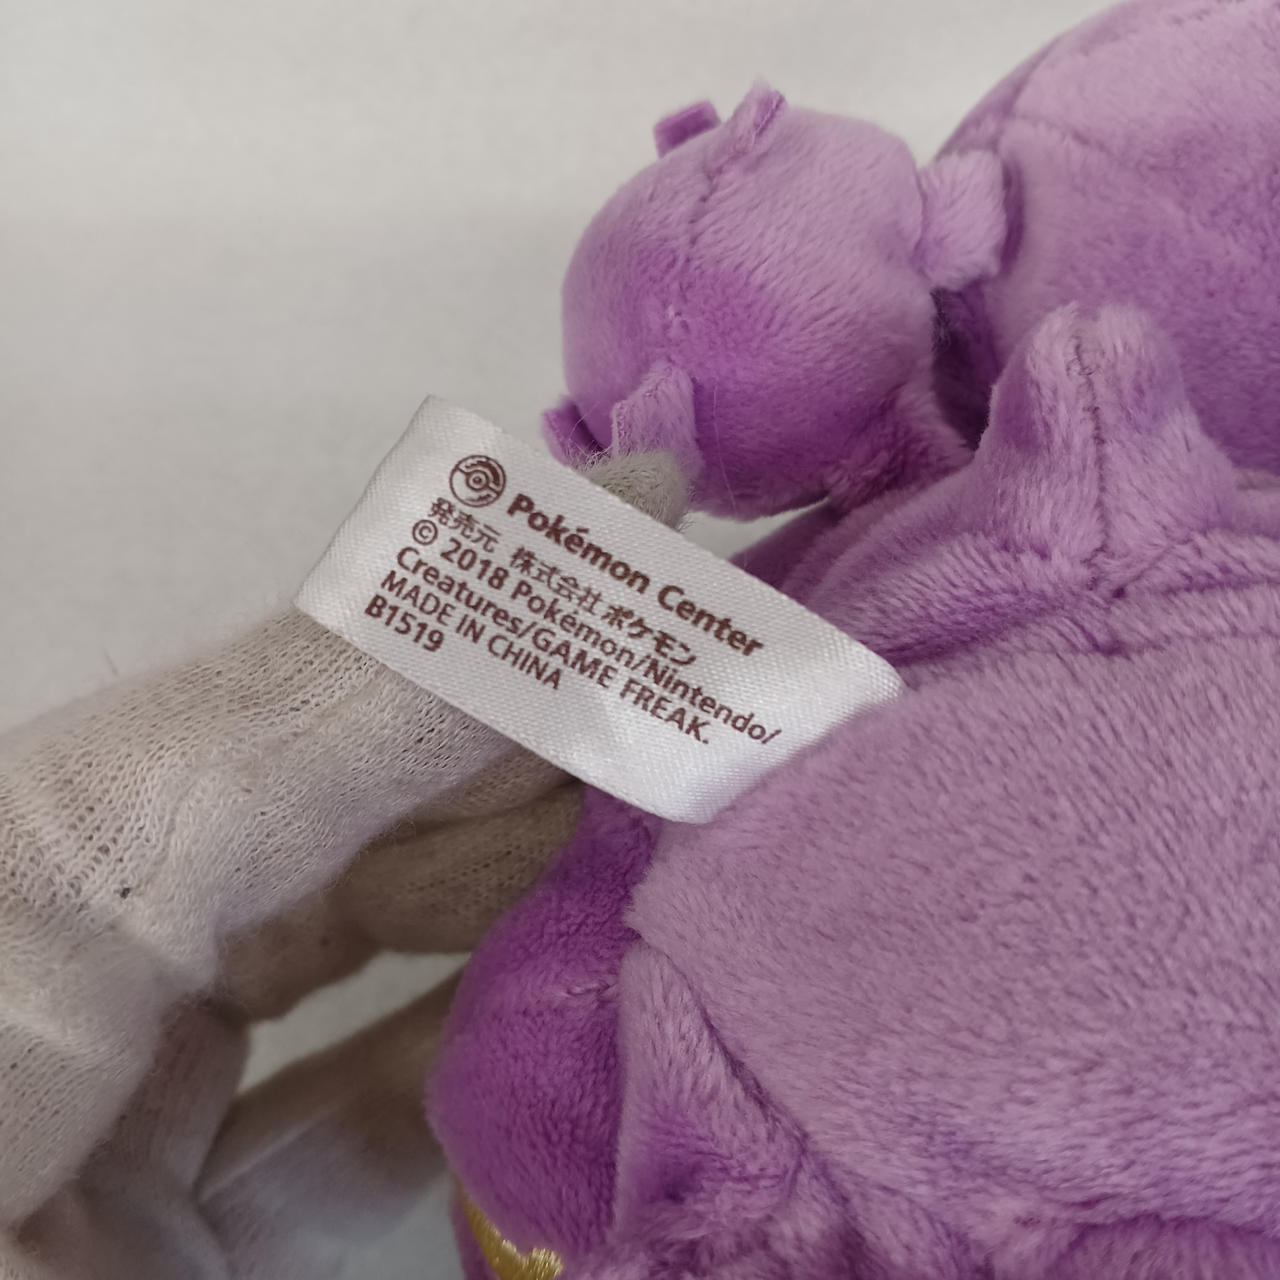 Pokémon Center
発売元 株式会社ポケモン
© 2018 Pokémon/Nintendo/
Creatures/GAME FREAK.
MADE IN CHINA
B1519